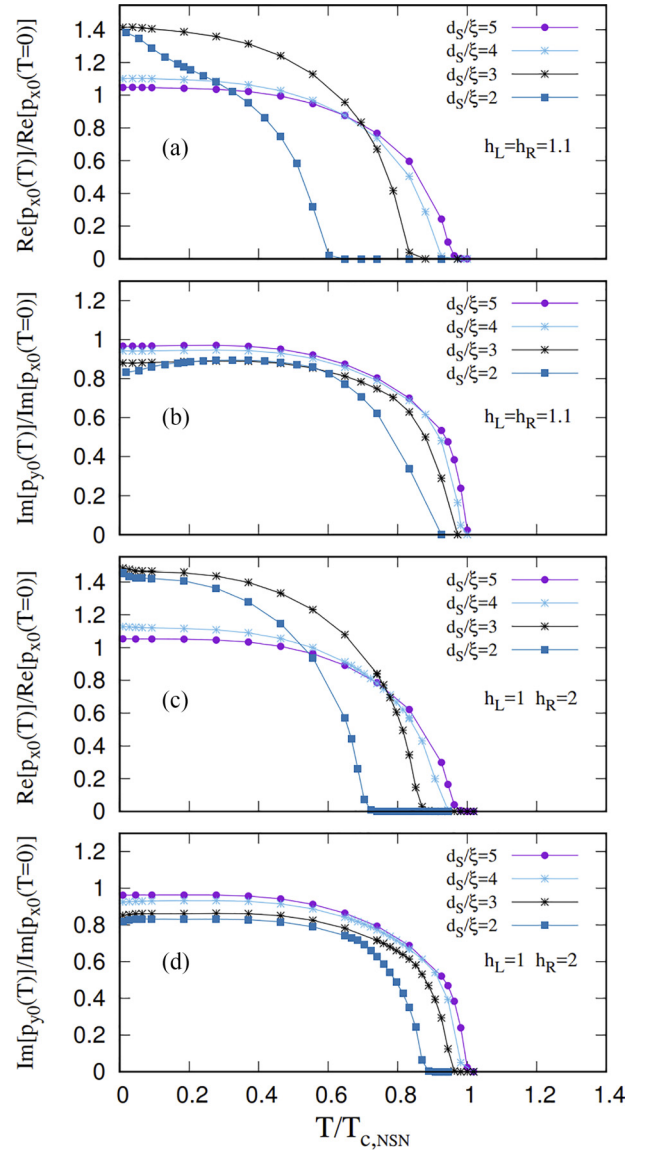 Re[p_x0(T)]/Re[p_x0(T=0)]
1.4
1.2
1
0.8
0.6
0.4
0.2
0
(a)
d_S/ξ=5
d_S/ξ=4
d_S/ξ=3
d_S/ξ=2
h_L=h_R=1.1
Im[p_y0(T)]/Im[p_x0(T=0)]
1.2
1
0.8
0.6
0.4
0.2
0
(b)
d_S/ξ=5
d_S/ξ=4
d_S/ξ=3
d_S/ξ=2
h_L=h_R=1.1
Re[p_x0(T)]/Re[p_x0(T=0)]
1.4
1.2
1
0.8
0.6
0.4
0.2
0
(c)
d_S/ξ=5
d_S/ξ=4
d_S/ξ=3
d_S/ξ=2
h_L=1 h_R=2
Im[p_y0(T)]/Im[p_x0(T=0)]
1.2
1
0.8
0.6
0.4
0.2
0
(d)
d_S/ξ=5
d_S/ξ=4
d_S/ξ=3
d_S/ξ=2
h_L=1 h_R=2
0 0.2 0.4 0.6 0.8 1 1.2 1.4
T/T_c,NSN